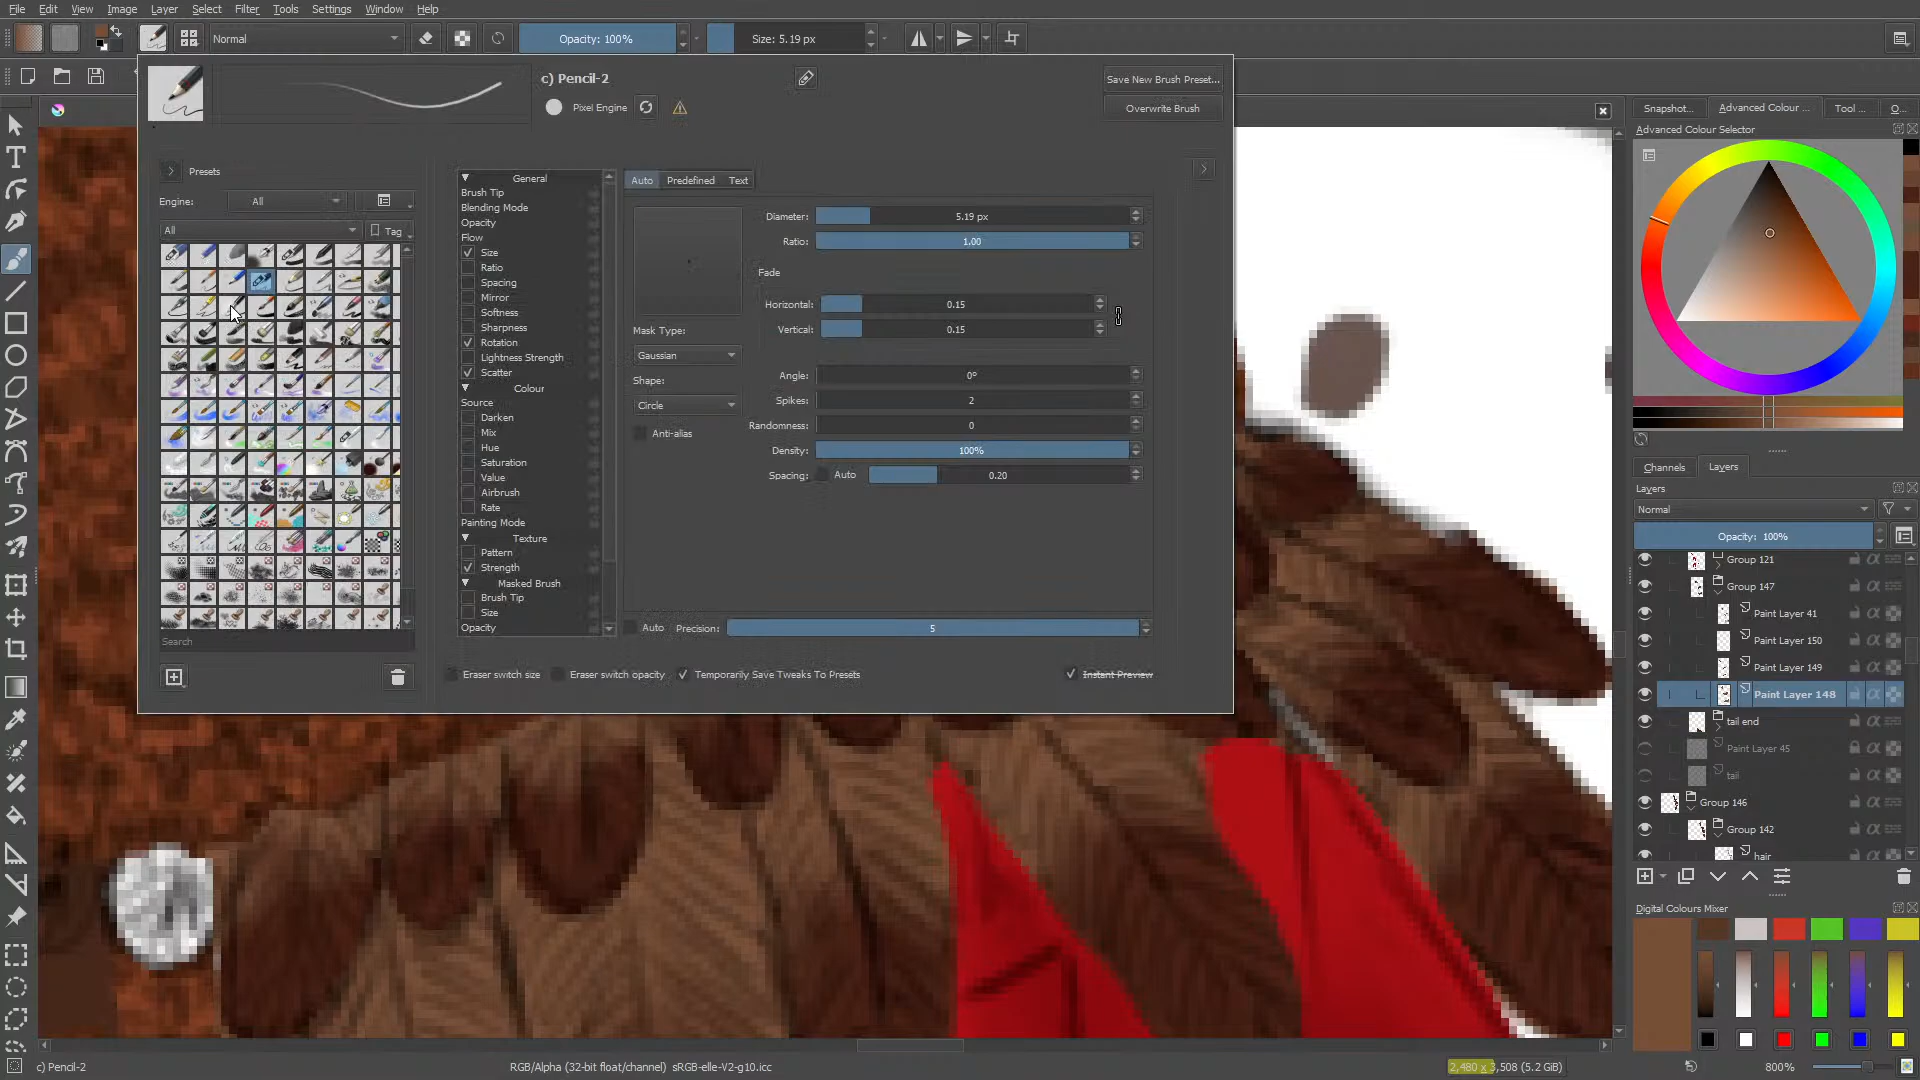 File Edit View Image Layer Select Filter Tools Settings Window Help
Normal
Opacity: 100%
Size: 5.19 px
c) Pencil-2
Pixel Engine
Save New Brush Preset...
Overwrite Brush
Presets
Engine: All
All
Tag
Search
General
Brush Tip
Blending Mode
Opacity
Flow
Size
Ratio
Spacing
Mirror
Softness
Sharpness
Rotation
Lightness Strength
Scatter
Colour
Source
Darken
Mix
Hue
Saturation
Value
Airbrush
Rate
Painting Mode
Texture
Pattern
Strength
Masked Brush
Brush Tip
Size
Opacity
Auto Predefined Text
Mask Type:
Gaussian
Shape:
Circle
Anti-alias
Diameter: 5.19 px
Ratio: 1.00
Fade
Horizontal: 0.15
Vertical: 0.15
Angle: 0°
Spikes: 2
Randomness: 0
Density: 100%
Spacing: Auto 0.20
Auto Precision: 5
Eraser switch size Eraser switch opacity Temporarily Save Tweaks To Presets Instant Preview
Snapshot... Advanced Colour ... Tool ... O...
Advanced Colour Selector
Channels Layers
Layers
Normal
Opacity: 100%
Group 121
Group 147
Paint Layer 41
Paint Layer 150
Paint Layer 149
Paint Layer 148
tail end
Paint Layer 45
tail
Group 146
Group 142
hair
Digital Colours Mixer
c) Pencil-2
RGB/Alpha (32-bit float/channel) sRGB-elle-V2-g10.icc
2,480 x 3,508 (5.2 GiB)
800%